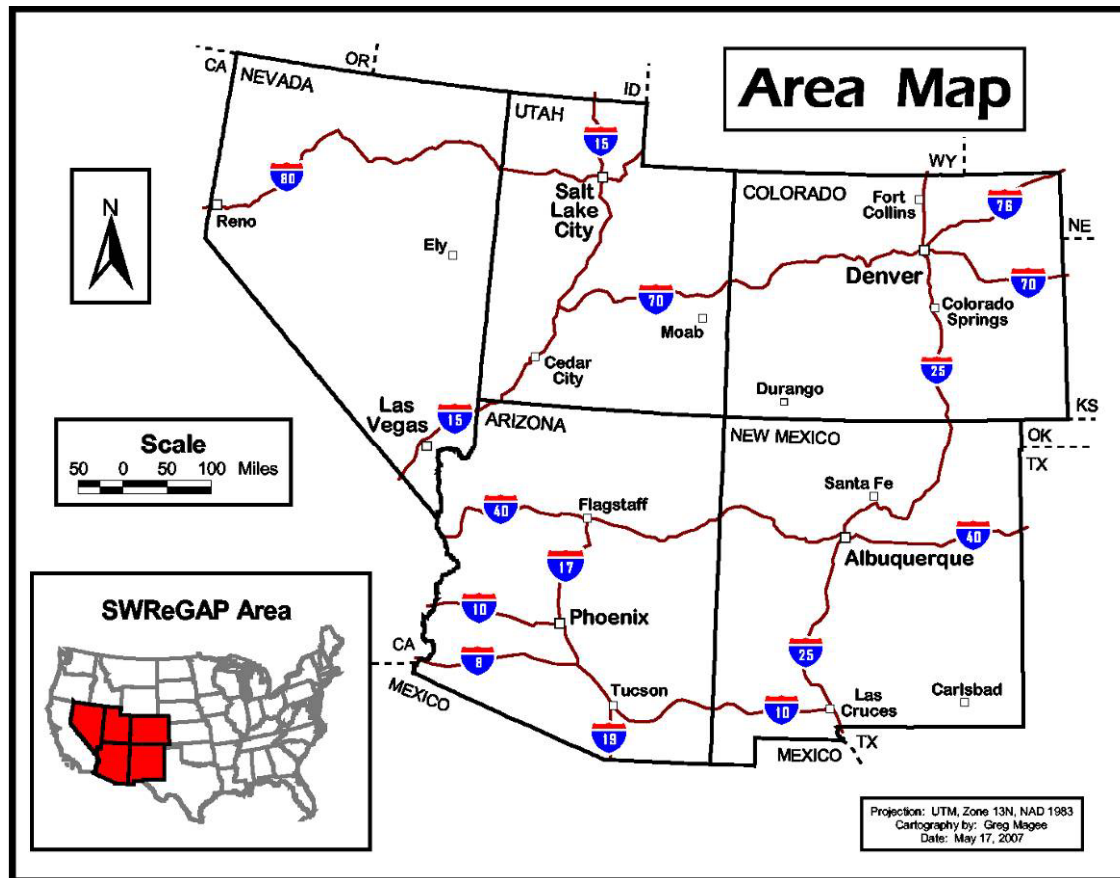 Area Map
CA
OR
ID
WY
NE
KS
OK
TX
NEVADA
UTAH
COLORADO
ARIZONA
NEW MEXICO
15
80
76
70
70
25
15
40
17
40
10
8
25
10
19
Reno
Ely
Salt
Lake
City
Fort
Collins
Denver
Colorado
Springs
Moab
Cedar
City
Durango
Las
Vegas
Flagstaff
Santa Fe
Albuquerque
Phoenix
Tucson
Las
Cruces
Carlsbad
CA
MEXICO
MEXICO
TX
N
Scale
50 0 50 100 Miles
SWReGAP Area
Projection: UTM, Zone 13N, NAD 1983
Cartography by: Greg Magee
Date: May 17, 2007